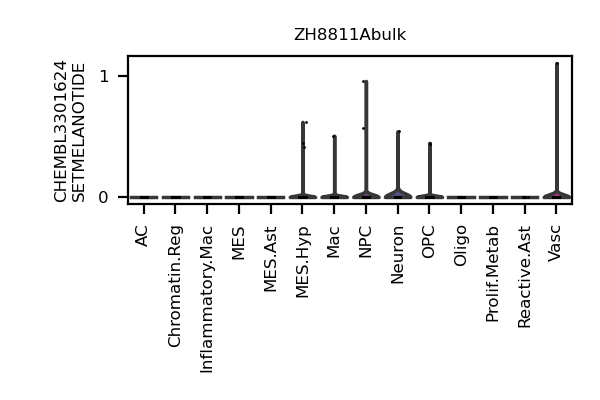 ZH8811Abulk
CHEMBL3301624
SETMELANOTIDE
1
0
AC
Chromatin.Reg
Inflammatory.Mac
MES
MES.Ast
MES.Hyp
Mac
NPC
Neuron
OPC
Oligo
Prolif.Metab
Reactive.Ast
Vasc